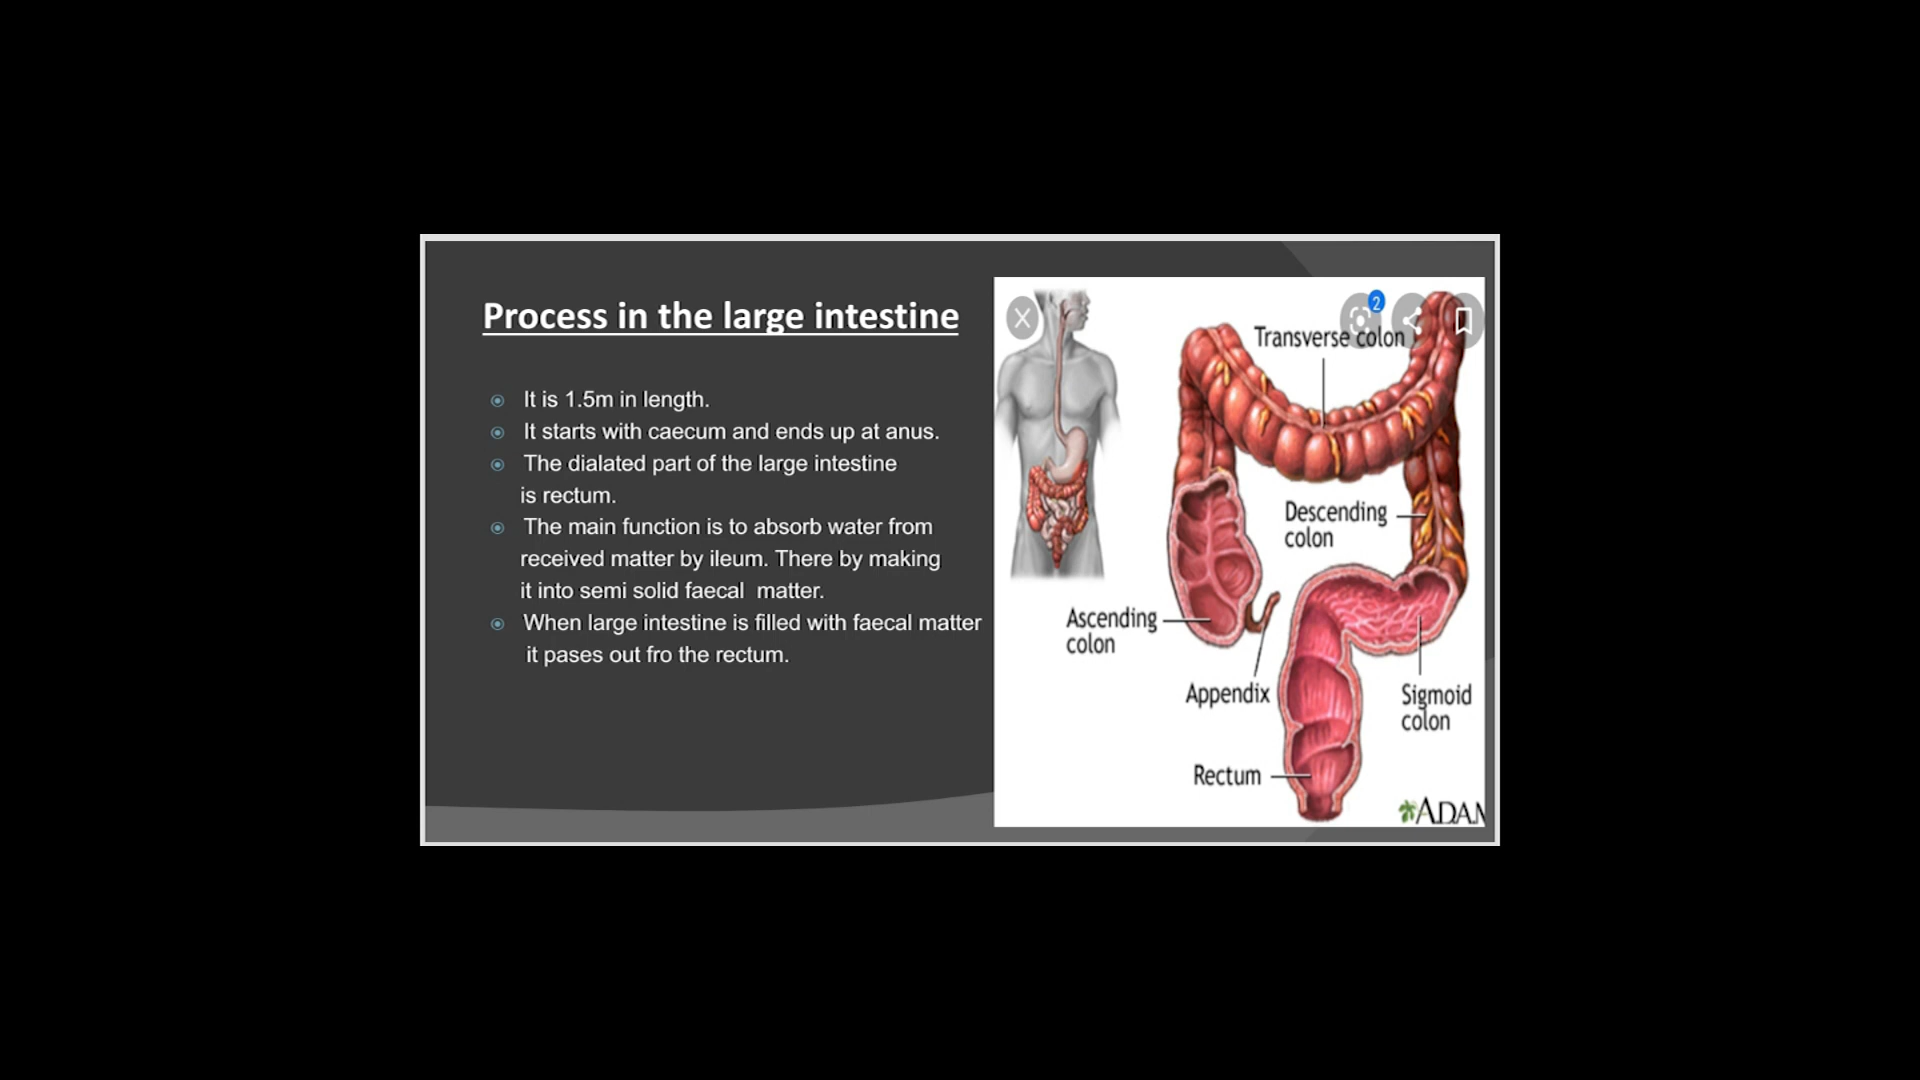 Process in the large intestine
It is 1.5m in length.
It starts with caecum and ends up at anus.
The dialated part of the large intestine
is rectum.
The main function is to absorb water from
received matter by ileum. There by making
it into semi solid faecal matter.
When large intestine is filled with faecal matter
it pases out fro the rectum.
2
Transverse colon
Descending
colon
Ascending
colon
Appendix
Sigmoid
colon
Rectum
ADAM